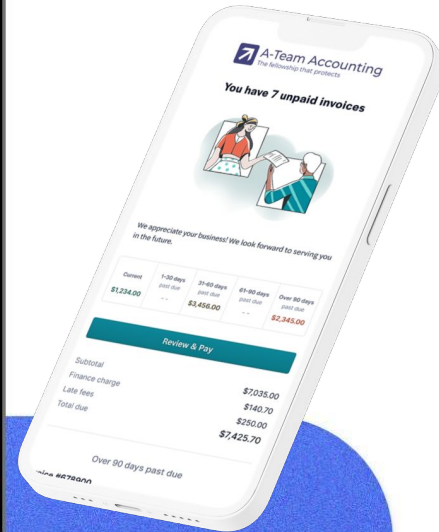 A-Team Accounting
The fellowship that protects
You have 7 unpaid invoices
We appreciate your business! We look forward to serving you
in the future.
Current 1-30 days 31-60 days 61-90 days Over 90 days
past due past due past due past due
$1,234.00 - - $3,456.00 - - $2,345.00
Review & Pay
Subtotal $7,035.00
Finance charge $140.70
Late fees $250.00
Total due $7,425.70
Over 90 days past due